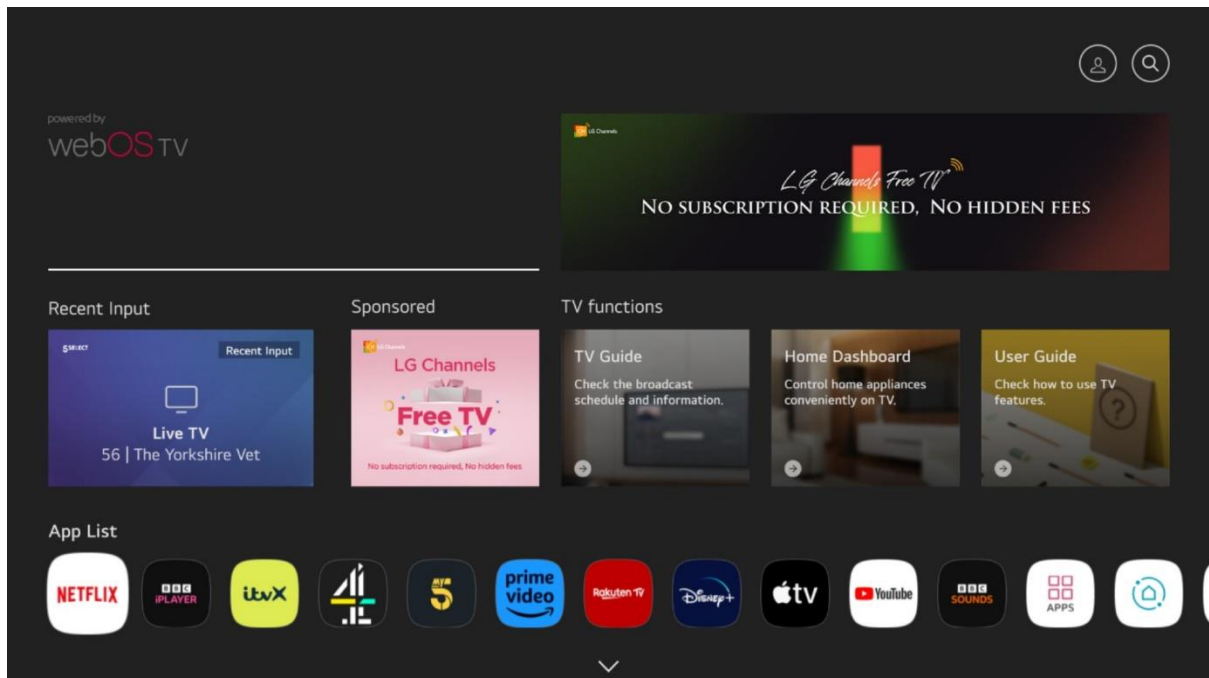 powered by
webOS TV
LG Channels
LG Channels Free TV
No subscription required, No hidden fees
Recent Input
Sponsored
TV functions
5SELECT
Recent Input
Live TV
56 | The Yorkshire Vet
LG Channels
LG Channels
Free TV
No subscription required, No hidden fees
TV Guide
Check the broadcast
schedule and information.
Home Dashboard
Control home appliances
conveniently on TV.
User Guide
Check how to use TV
features.
?
App List
NETFLIX
BBC
iPLAYER
itvX
4
MY
5
prime
video
Rakuten TV
Disney+
tv
YouTube
BBC
SOUNDS
APPS